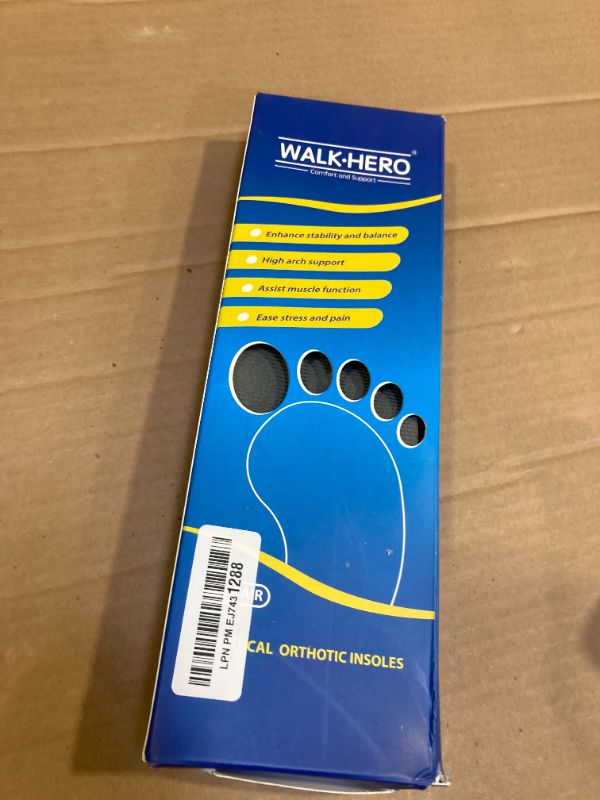 WALK·HERO®
Comfort and Support
Enhance stability and balance
High arch support
Assist muscle function
Ease stress and pain
LPN PM EJ7431288
ORTHOTIC INSOLES